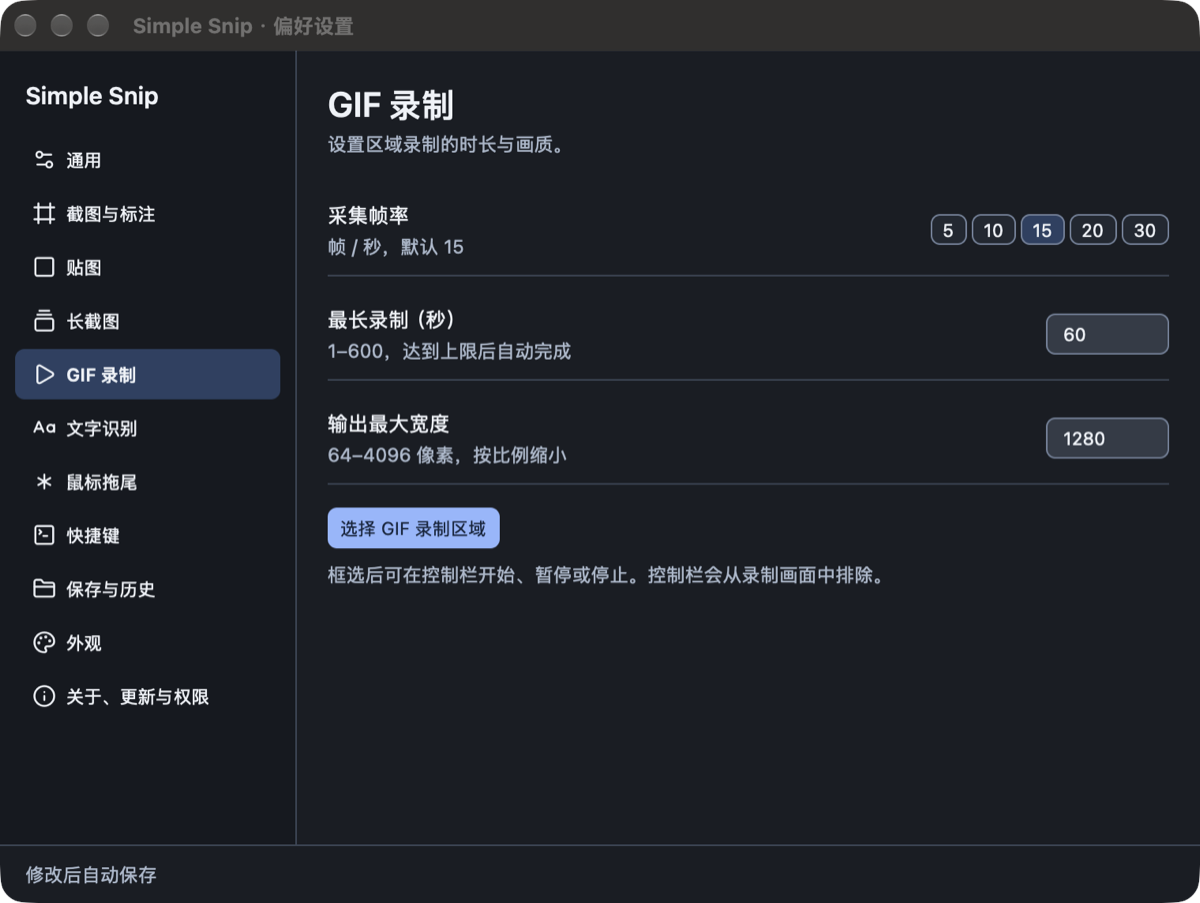 Simple Snip · 偏好设置
Simple Snip
通用
截图与标注
贴图
长截图
GIF 录制
Aa 文字识别
鼠标拖尾
快捷键
保存与历史
外观
关于、更新与权限
GIF 录制
设置区域录制的时长与画质。
采集帧率
帧 / 秒，默认 15
5 10 15 20 30
最长录制（秒）
1–600，达到上限后自动完成
60
输出最大宽度
64–4096 像素，按比例缩小
1280
选择 GIF 录制区域
框选后可在控制栏开始、暂停或停止。控制栏会从录制画面中排除。
修改后自动保存